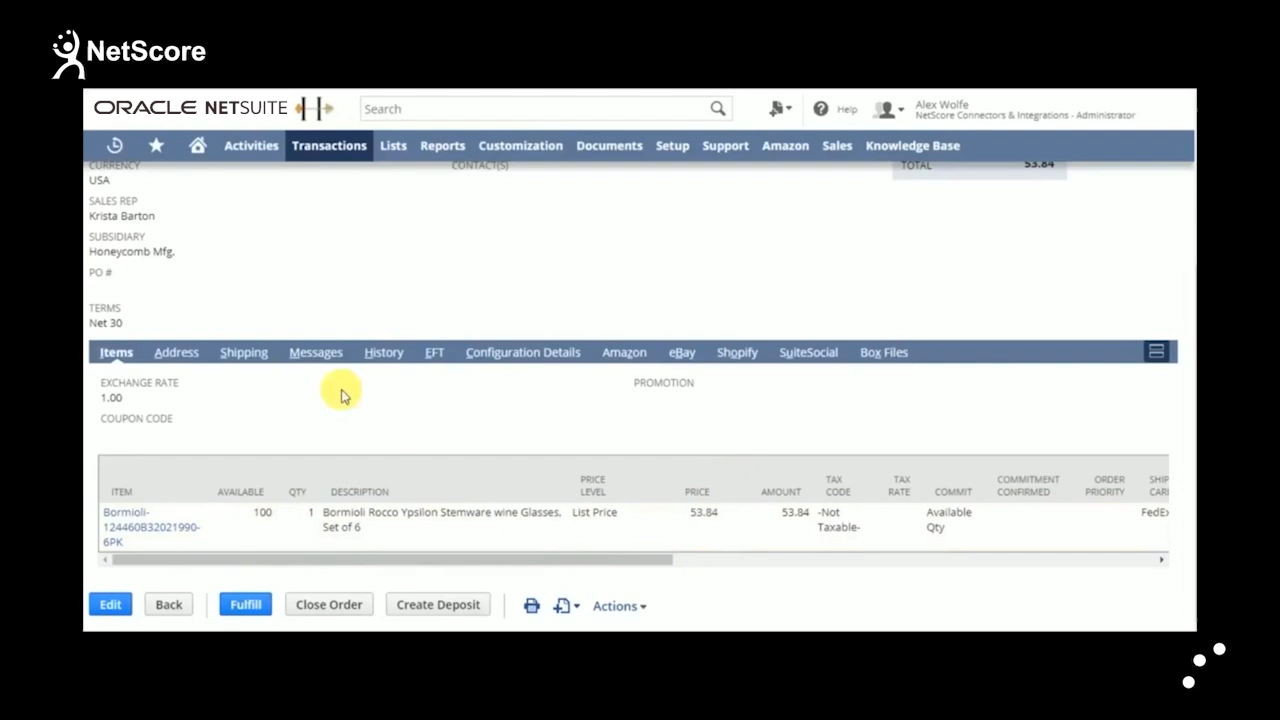 NetScore
ORACLE NETSUITE
Search
Help
Alex Wolfe
NetScore Connectors & Integrations - Administrator
Activities Transactions Lists Reports Customization Documents Setup Support Amazon Sales Knowledge Base
CURRENCY CONTACT(S) TOTAL 53.84
USA
SALES REP
Krista Barton
SUBSIDIARY
Honeycomb Mfg.
PO #
TERMS
Net 30
Items Address Shipping Messages History EFT Configuration Details Amazon eBay Shopify SuiteSocial Box Files
EXCHANGE RATE PROMOTION
1.00
COUPON CODE
PRICE TAX TAX COMMITMENT ORDER SHIP
ITEM AVAILABLE QTY DESCRIPTION LEVEL PRICE AMOUNT CODE RATE COMMIT CONFIRMED PRIORITY CARI
Bormioli- 100 1 Bormioli Rocco Ypsilon Stemware wine Glasses, List Price 53.84 53.84 -Not Available FedEx
124460B32021990- Set of 6 Taxable- Qty
6PK
Edit Back Fulfill Close Order Create Deposit Actions